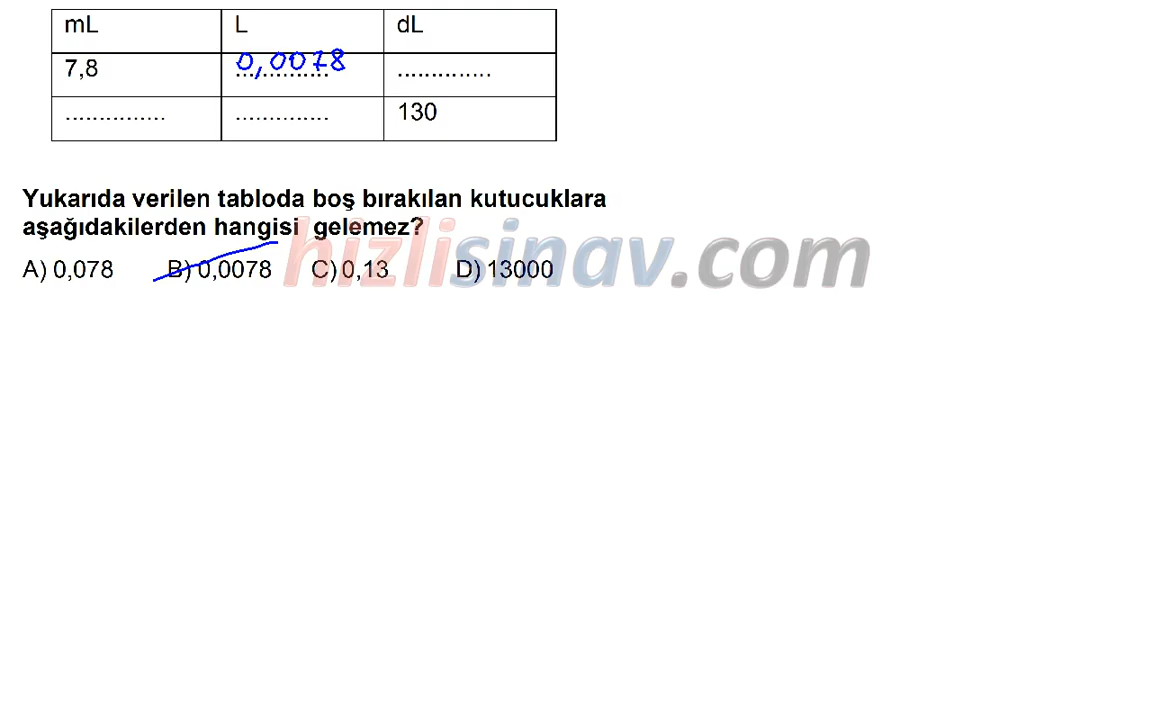 mL L dL
7,8 0,0078 ..............
............... .............. 130
Yukarıda verilen tabloda boş bırakılan kutucuklara
aşağıdakilerden hangisi gelemez?
hizlisinav.com
A) 0,078 B) 0,0078 C) 0,13 D) 13000